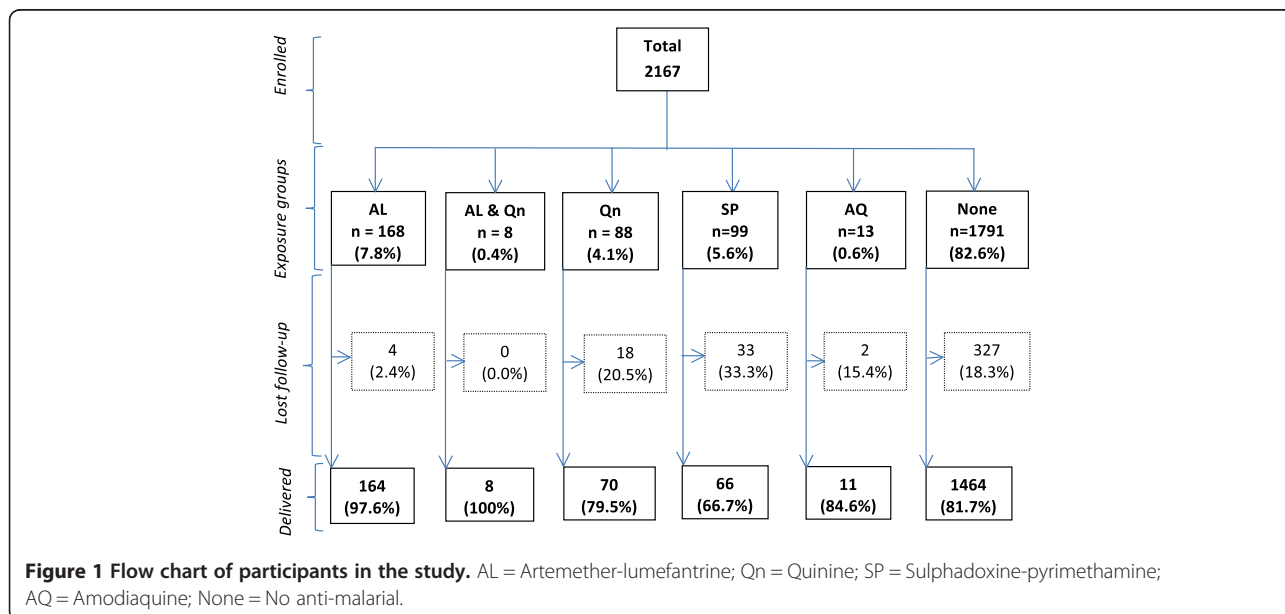 Enrolled
Total
2167
Exposure groups
AL
n = 168
(7.8%)
AL & Qn
n = 8
(0.4%)
Qn
n = 88
(4.1%)
SP
n=99
(5.6%)
AQ
n=13
(0.6%)
None
n=1791
(82.6%)
Lost follow-up
4
(2.4%)
0
(0.0%)
18
(20.5%)
33
(33.3%)
2
(15.4%)
327
(18.3%)
Delivered
164
(97.6%)
8
(100%)
70
(79.5%)
66
(66.7%)
11
(84.6%)
1464
(81.7%)
Figure 1 Flow chart of participants in the study. AL = Artemether-lumefantrine; Qn = Quinine; SP = Sulphadoxine-pyrimethamine;
AQ = Amodiaquine; None = No anti-malarial.